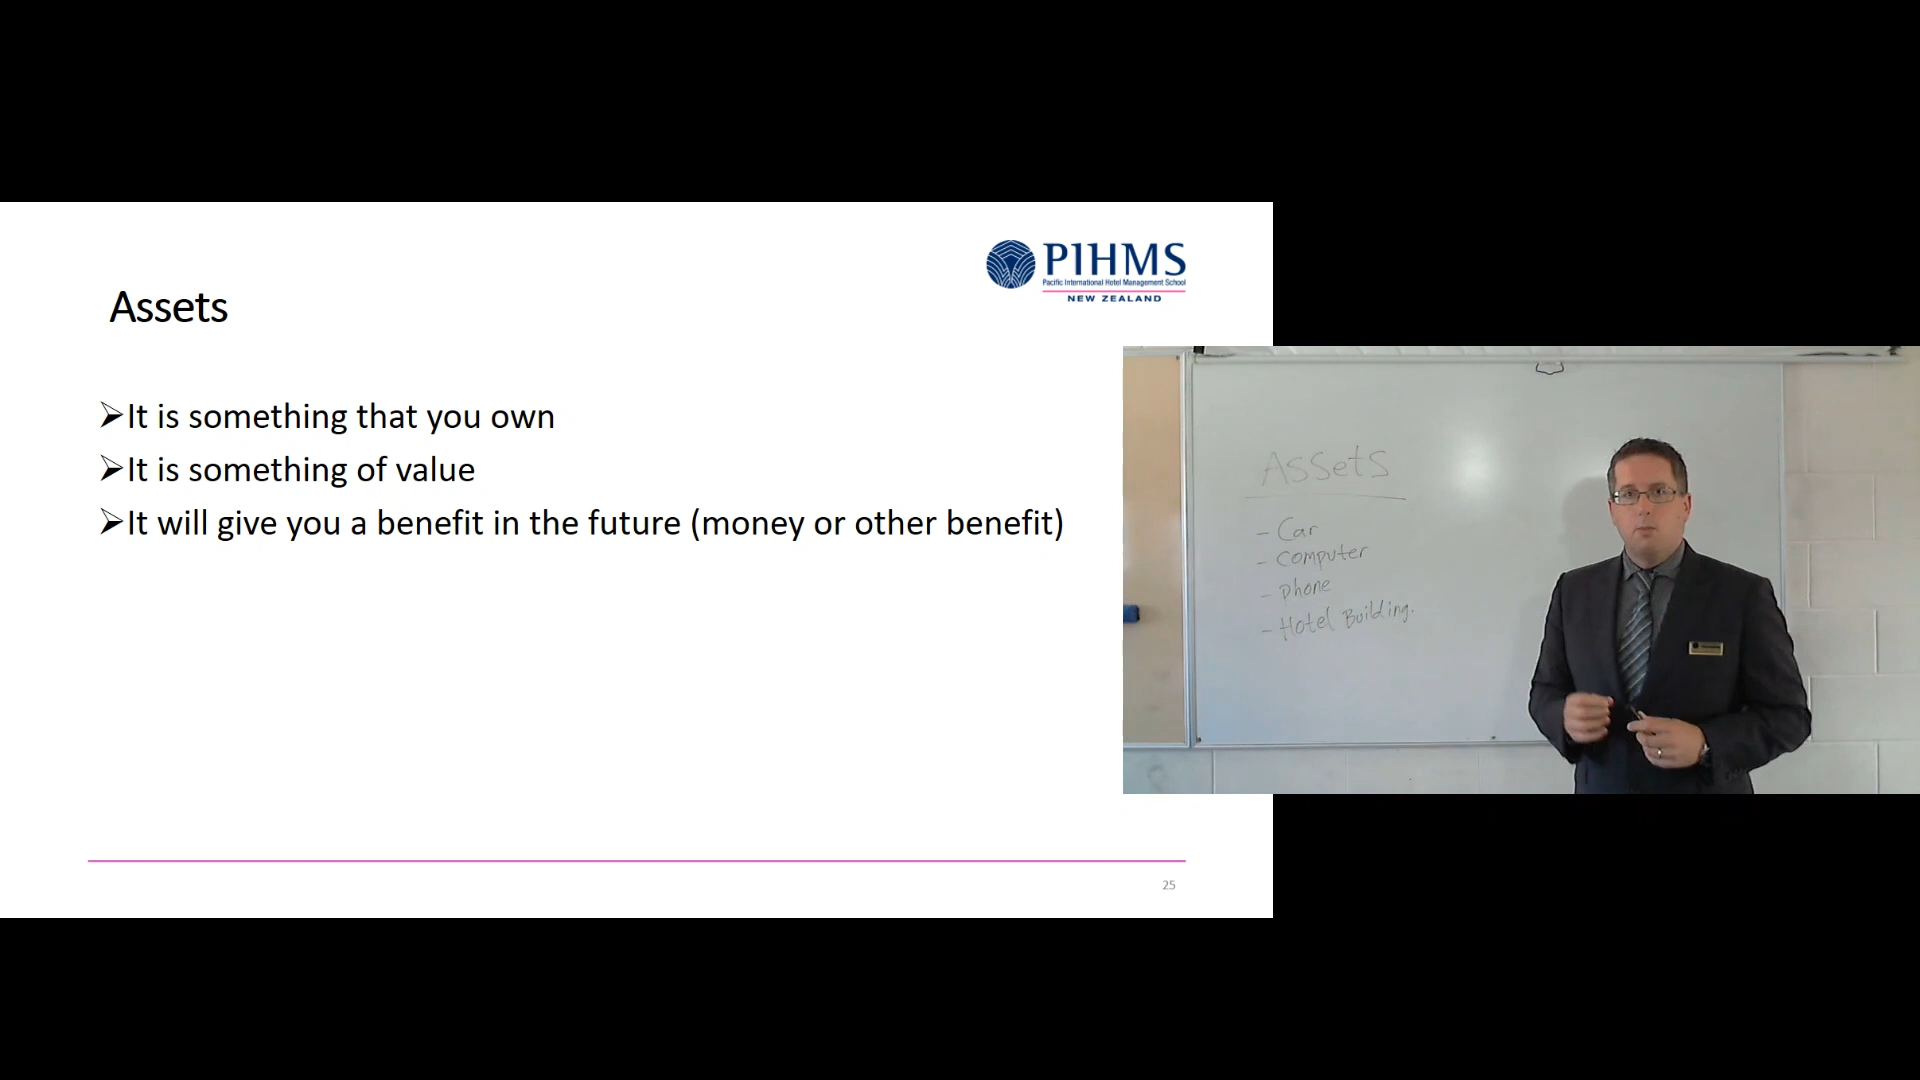 PIHMS
Pacific International Hotel Management School
NEW ZEALAND
Assets
➢It is something that you own
➢It is something of value
➢It will give you a benefit in the future (money or other benefit)
25
Assets
- Car
- Computer
- Phone
- Hotel Building.